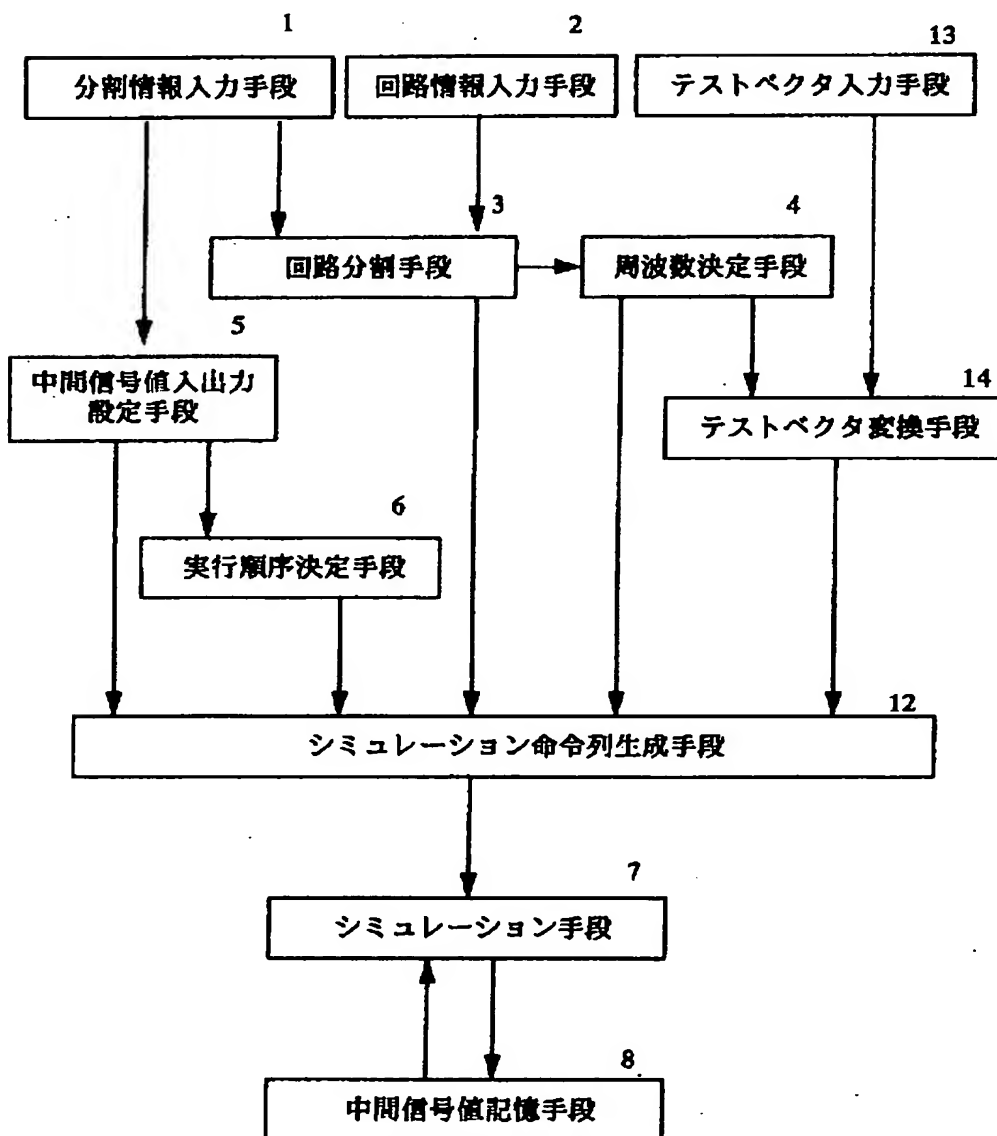 1
2
13
分割情報入力手段
回路情報入力手段
テストベクタ入力手段
3
4
回路分割手段
周波数決定手段
5
中間信号値入出力
設定手段
14
テストベクタ変換手段
6
実行順序決定手段
12
シミュレーション命令列生成手段
7
シミュレーション手段
8
中間信号値記憶手段